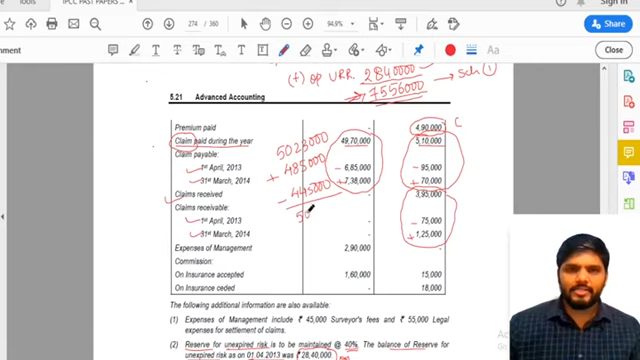 IPCC PAST PAPERS
274 / 360
94.9%
Sign In
omment
Close
(+) op URR. 2840000
7556000 → Sch ①
5.21 Advanced Accounting
Premium paid - 4,90,000 C
Claim paid during the year 49,70,000 5,10,000
5023000
Claim payable:
+ 485000
1st April, 2013 - 6,85,000 - 95,000
31st March, 2014 + 7,38,000 + 70,000
- 445000
Claims received - 3,95,000
Claims receivable:
50
1st April, 2013 - - 75,000
31st March, 2014 - + 1,25,000
Expenses of Management 2,90,000 -
Commission:
On Insurance accepted 1,60,000 15,000
On Insurance ceded - 18,000
The following additional information are also available:
(1) Expenses of Management include ₹ 45,000 Surveyor's fees and ₹ 55,000 Legal
expenses for settlement of claims.
(2) Reserve for unexpired risk is to be maintained @ 40%. The balance of Reserve for
unexpired risk as on 01.04.2013 was ₹ 28,40,000